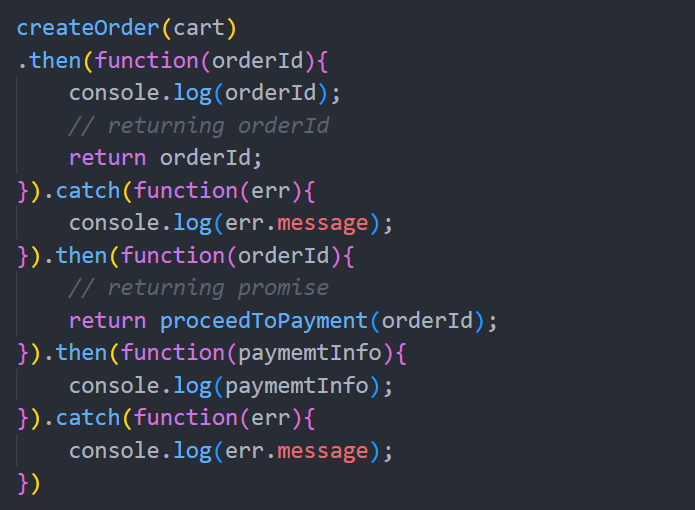 createOrder(cart)
.then(function(orderId){
    console.log(orderId);
    // returning orderId
    return orderId;
}).catch(function(err){
    console.log(err.message);
}).then(function(orderId){
    // returning promise
    return proceedToPayment(orderId);
}).then(function(paymemtInfo){
    console.log(paymemtInfo);
}).catch(function(err){
    console.log(err.message);
})